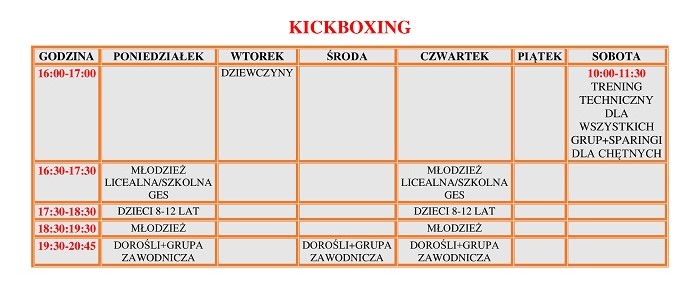 KICKBOXING
GODZINA PONIEDZIAŁEK WTOREK ŚRODA CZWARTEK PIĄTEK SOBOTA
16:00-17:00 DZIEWCZYNY 10:00-11:30
TRENING
TECHNICZNY
DLA
WSZYSTKICH
GRUP+SPARINGI
DLA CHĘTNYCH
16:30-17:30 MŁODZIEŻ MŁODZIEŻ
LICEALNA/SZKOLNA LICEALNA/SZKOLNA
GES GES
17:30-18:30 DZIECI 8-12 LAT DZIECI 8-12 LAT
18:30:19:30 MŁODZIEŻ MŁODZIEŻ
19:30-20:45 DOROŚLI+GRUPA DOROŚLI+GRUPA DOROŚLI+GRUPA
ZAWODNICZA ZAWODNICZA ZAWODNICZA